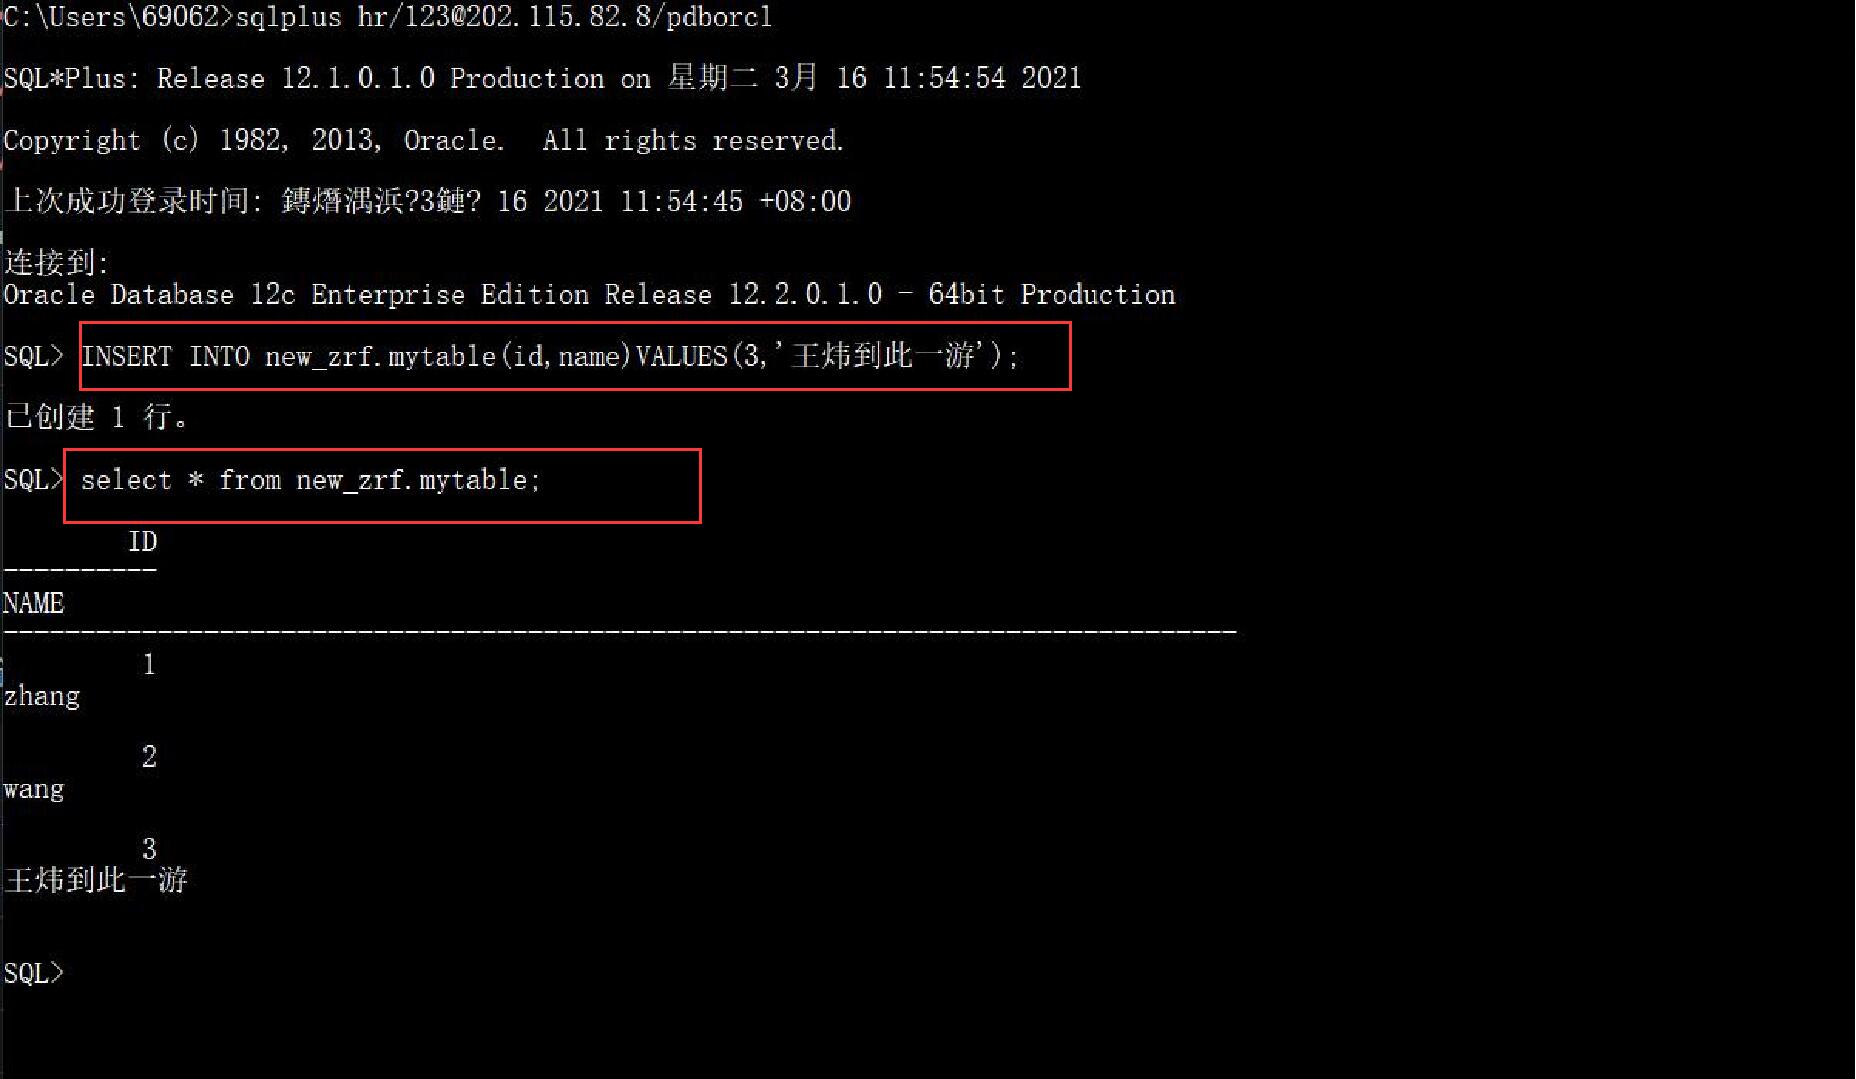 C:\Users\69062>sqlplus hr/123@202.115.82.8/pdborcl
SQL*Plus: Release 12.1.0.1.0 Production on 星期二 3月 16 11:54:54 2021
Copyright (c) 1982, 2013, Oracle.  All rights reserved.
上次成功登录时间: 鏄熸湡浜?3鏈? 16 2021 11:54:45 +08:00
连接到:
Oracle Database 12c Enterprise Edition Release 12.2.0.1.0 - 64bit Production
SQL> INSERT INTO new_zrf.mytable(id,name)VALUES(3,'王炜到此一游');
已创建 1 行。
SQL> select * from new_zrf.mytable;
ID
----------
NAME
--------------------------------------------------------------------------------
1
zhang
2
wang
3
王炜到此一游
SQL>